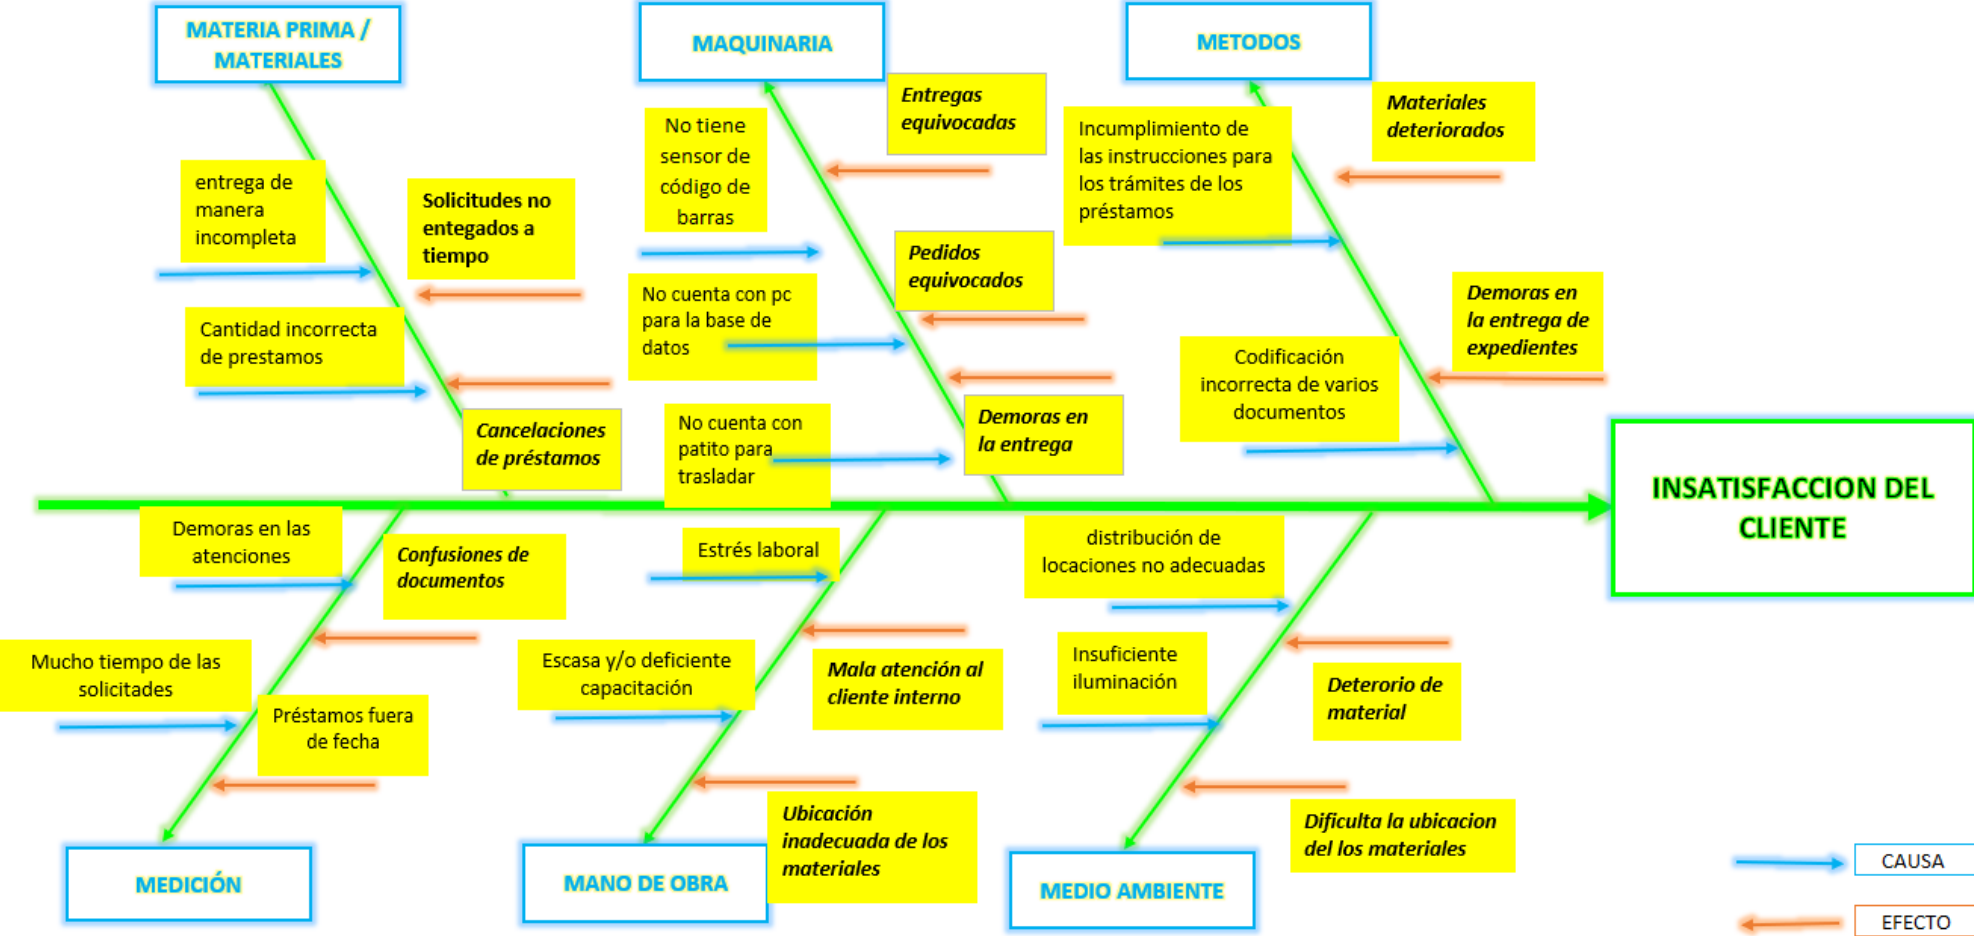 MATERIA PRIMA /
MATERIALES
MAQUINARIA
METODOS
entrega de
manera
incompleta
Solicitudes no
entegados a
tiempo
Cantidad incorrecta
de prestamos
Cancelaciones
de préstamos
No tiene
sensor de
código de
barras
Entregas
equivocadas
No cuenta con pc
para la base de
datos
Pedidos
equivocados
No cuenta con
patito para
trasladar
Demoras en
la entrega
Incumplimiento de
las instrucciones para
los trámites de los
préstamos
Materiales
deteriorados
Codificación
incorrecta de varios
documentos
Demoras en
la entrega de
expedientes
INSATISFACCION DEL
CLIENTE
Demoras en las
atenciones
Confusiones de
documentos
Mucho tiempo de las
solicitades
Préstamos fuera
de fecha
Estrés laboral
Escasa y/o deficiente
capacitación
Mala atención al
cliente interno
Ubicación
inadecuada de los
materiales
distribución de
locaciones no adecuadas
Insuficiente
iluminación
Deterorio de
material
Dificulta la ubicacion
del los materiales
MEDICIÓN
MANO DE OBRA
MEDIO AMBIENTE
CAUSA
EFECTO